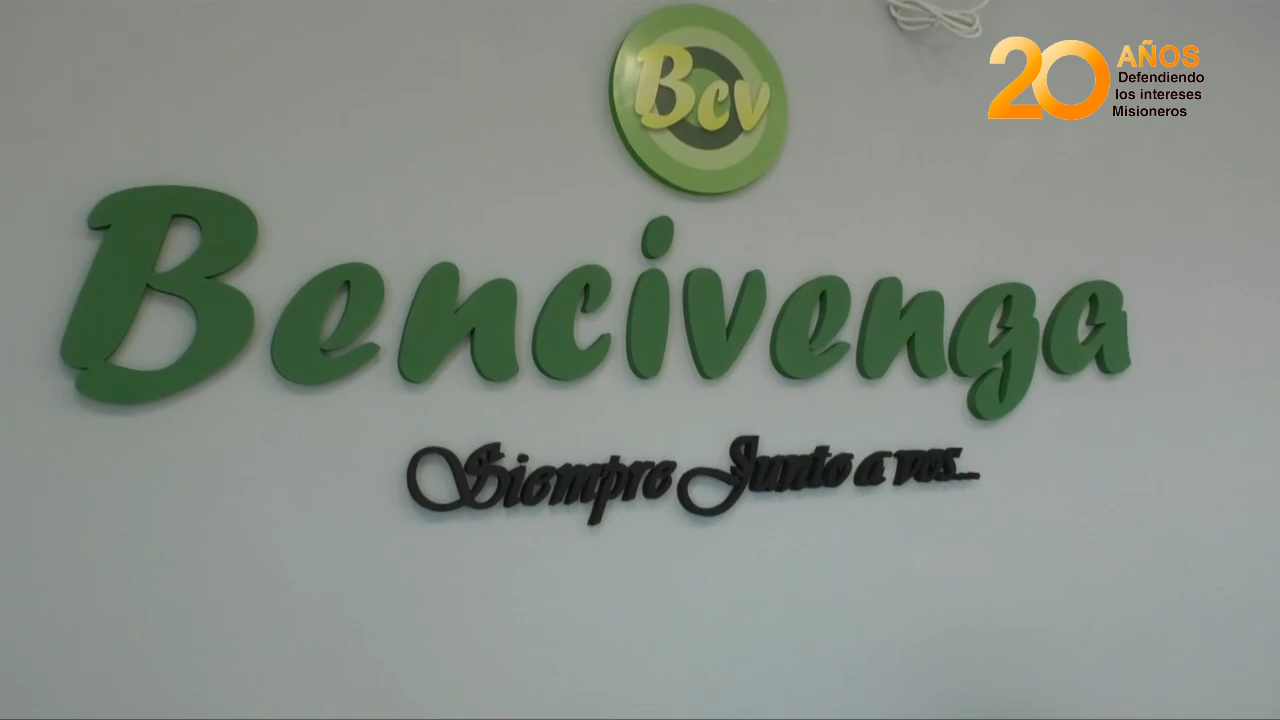 Bcv
20 AÑOS
Defendiendo
los intereses
Misioneros
Bencivenga
Siempre Junto a vos...